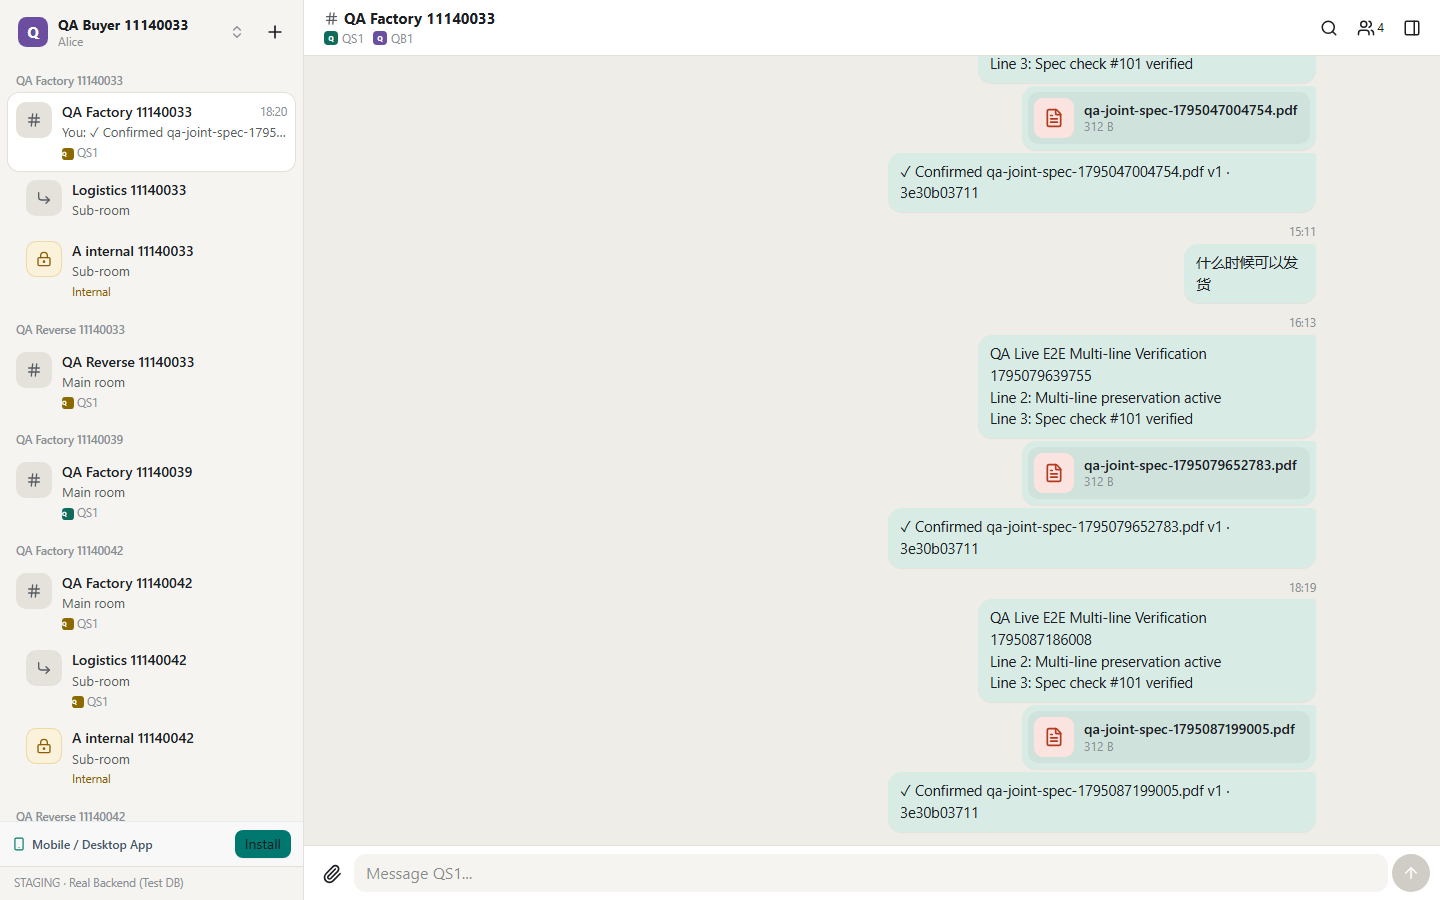 Q
QA Buyer 11140033
Alice
QA Factory 11140033
QA Factory 11140033
18:20
You: ✓ Confirmed qa-joint-spec-1795...
QS1
Logistics 11140033
Sub-room
A internal 11140033
Sub-room
Internal
QA Reverse 11140033
QA Reverse 11140033
Main room
QS1
QA Factory 11140039
QA Factory 11140039
Main room
QS1
QA Factory 11140042
QA Factory 11140042
Main room
QS1
Logistics 11140042
Sub-room
QS1
A internal 11140042
Sub-room
Internal
QA Reverse 11140042
Mobile / Desktop App
Install
STAGING · Real Backend (Test DB)
# QA Factory 11140033
Q QS1 Q QB1
4
Line 3: Spec check #101 verified
qa-joint-spec-1795047004754.pdf
312 B
✓ Confirmed qa-joint-spec-1795047004754.pdf v1 ·
3e30b03711
15:11
什么时候可以发
货
16:13
QA Live E2E Multi-line Verification
1795079639755
Line 2: Multi-line preservation active
Line 3: Spec check #101 verified
qa-joint-spec-1795079652783.pdf
312 B
✓ Confirmed qa-joint-spec-1795079652783.pdf v1 ·
3e30b03711
18:19
QA Live E2E Multi-line Verification
1795087186008
Line 2: Multi-line preservation active
Line 3: Spec check #101 verified
qa-joint-spec-1795087199005.pdf
312 B
✓ Confirmed qa-joint-spec-1795087199005.pdf v1 ·
3e30b03711
Message QS1...